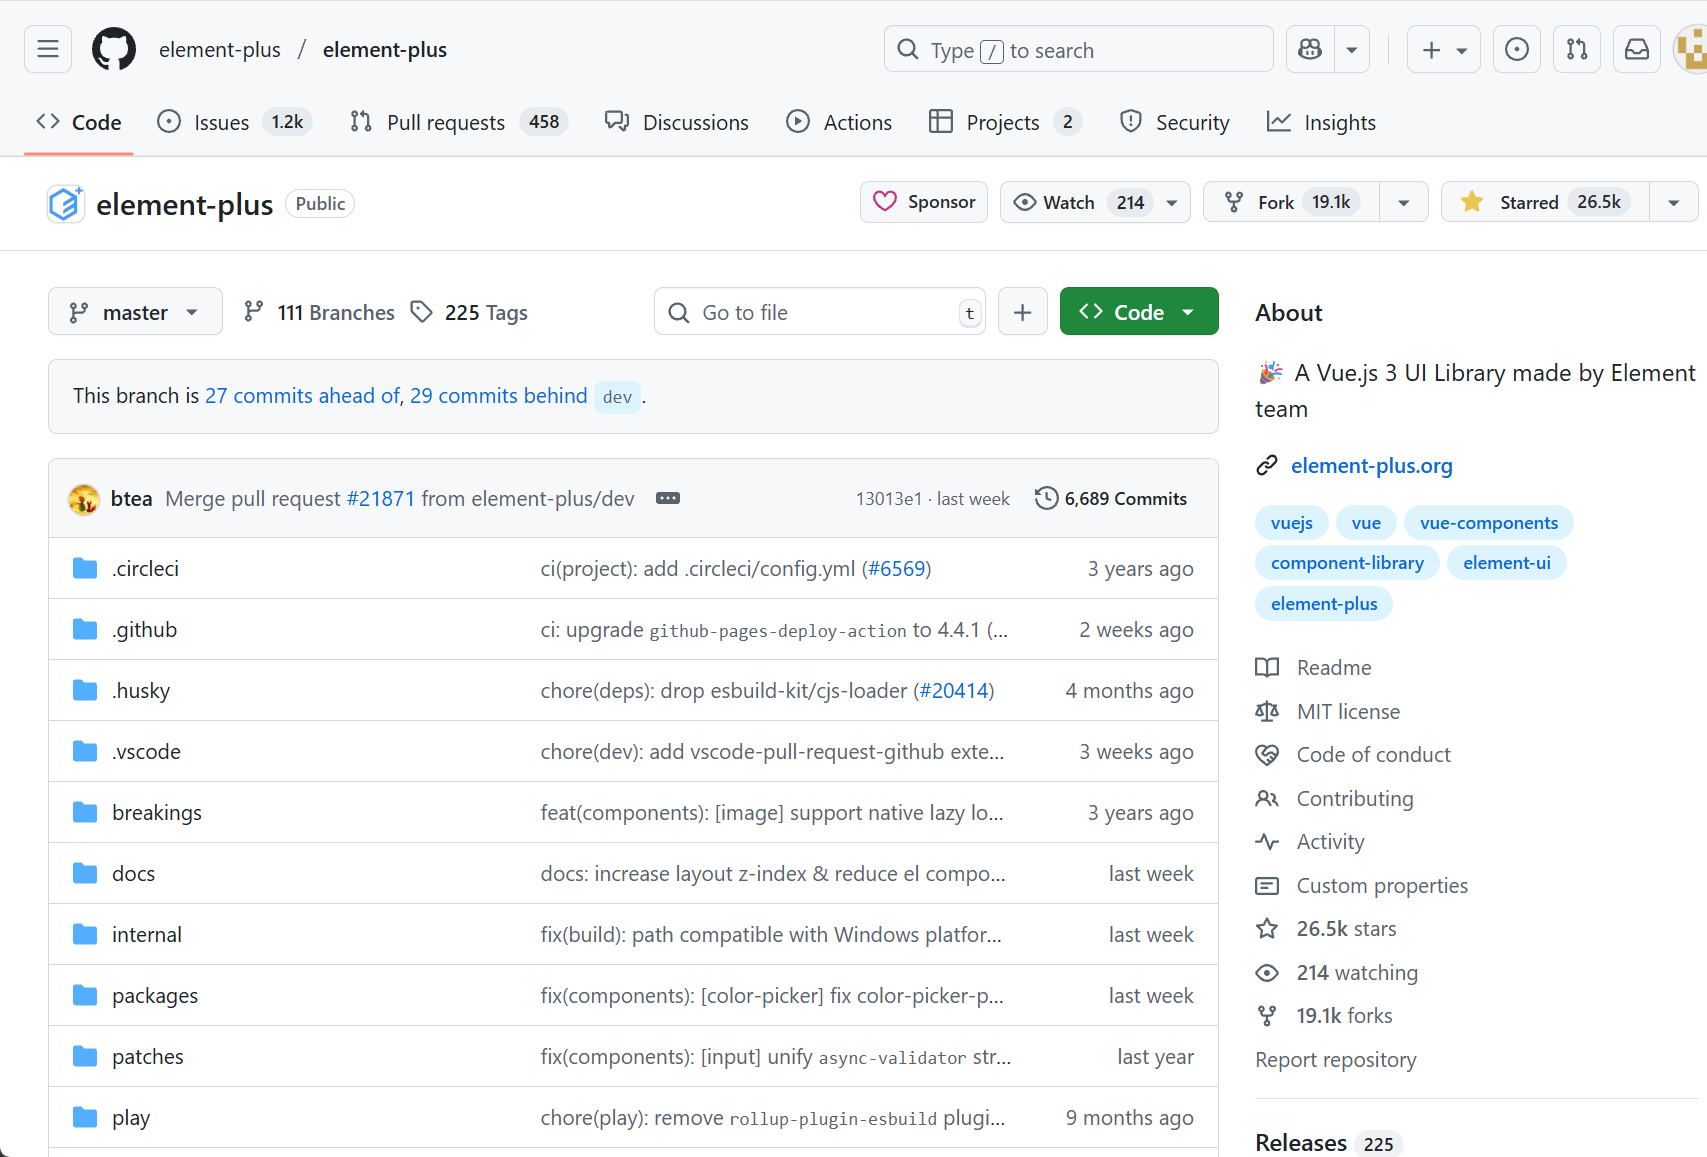 element-plus / element-plus
Type / to search
Code
Issues 1.2k
Pull requests 458
Discussions
Actions
Projects 2
Security
Insights
element-plus Public
Sponsor
Watch 214
Fork 19.1k
Starred 26.5k
master
111 Branches
225 Tags
Go to file t
Code
This branch is 27 commits ahead of, 29 commits behind dev .
btea Merge pull request #21871 from element-plus/dev
13013e1 · last week
6,689 Commits
.circleci ci(project): add .circleci/config.yml (#6569) 3 years ago
.github ci: upgrade github-pages-deploy-action to 4.4.1 (... 2 weeks ago
.husky chore(deps): drop esbuild-kit/cjs-loader (#20414) 4 months ago
.vscode chore(dev): add vscode-pull-request-github exte... 3 weeks ago
breakings feat(components): [image] support native lazy lo... 3 years ago
docs docs: increase layout z-index & reduce el compo... last week
internal fix(build): path compatible with Windows platfor... last week
packages fix(components): [color-picker] fix color-picker-p... last week
patches fix(components): [input] unify async-validator str... last year
play chore(play): remove rollup-plugin-esbuild plugi... 9 months ago
About
🎉 A Vue.js 3 UI Library made by Element
team
element-plus.org
vuejs vue vue-components
component-library element-ui
element-plus
Readme
MIT license
Code of conduct
Contributing
Activity
Custom properties
26.5k stars
214 watching
19.1k forks
Report repository
Releases 225